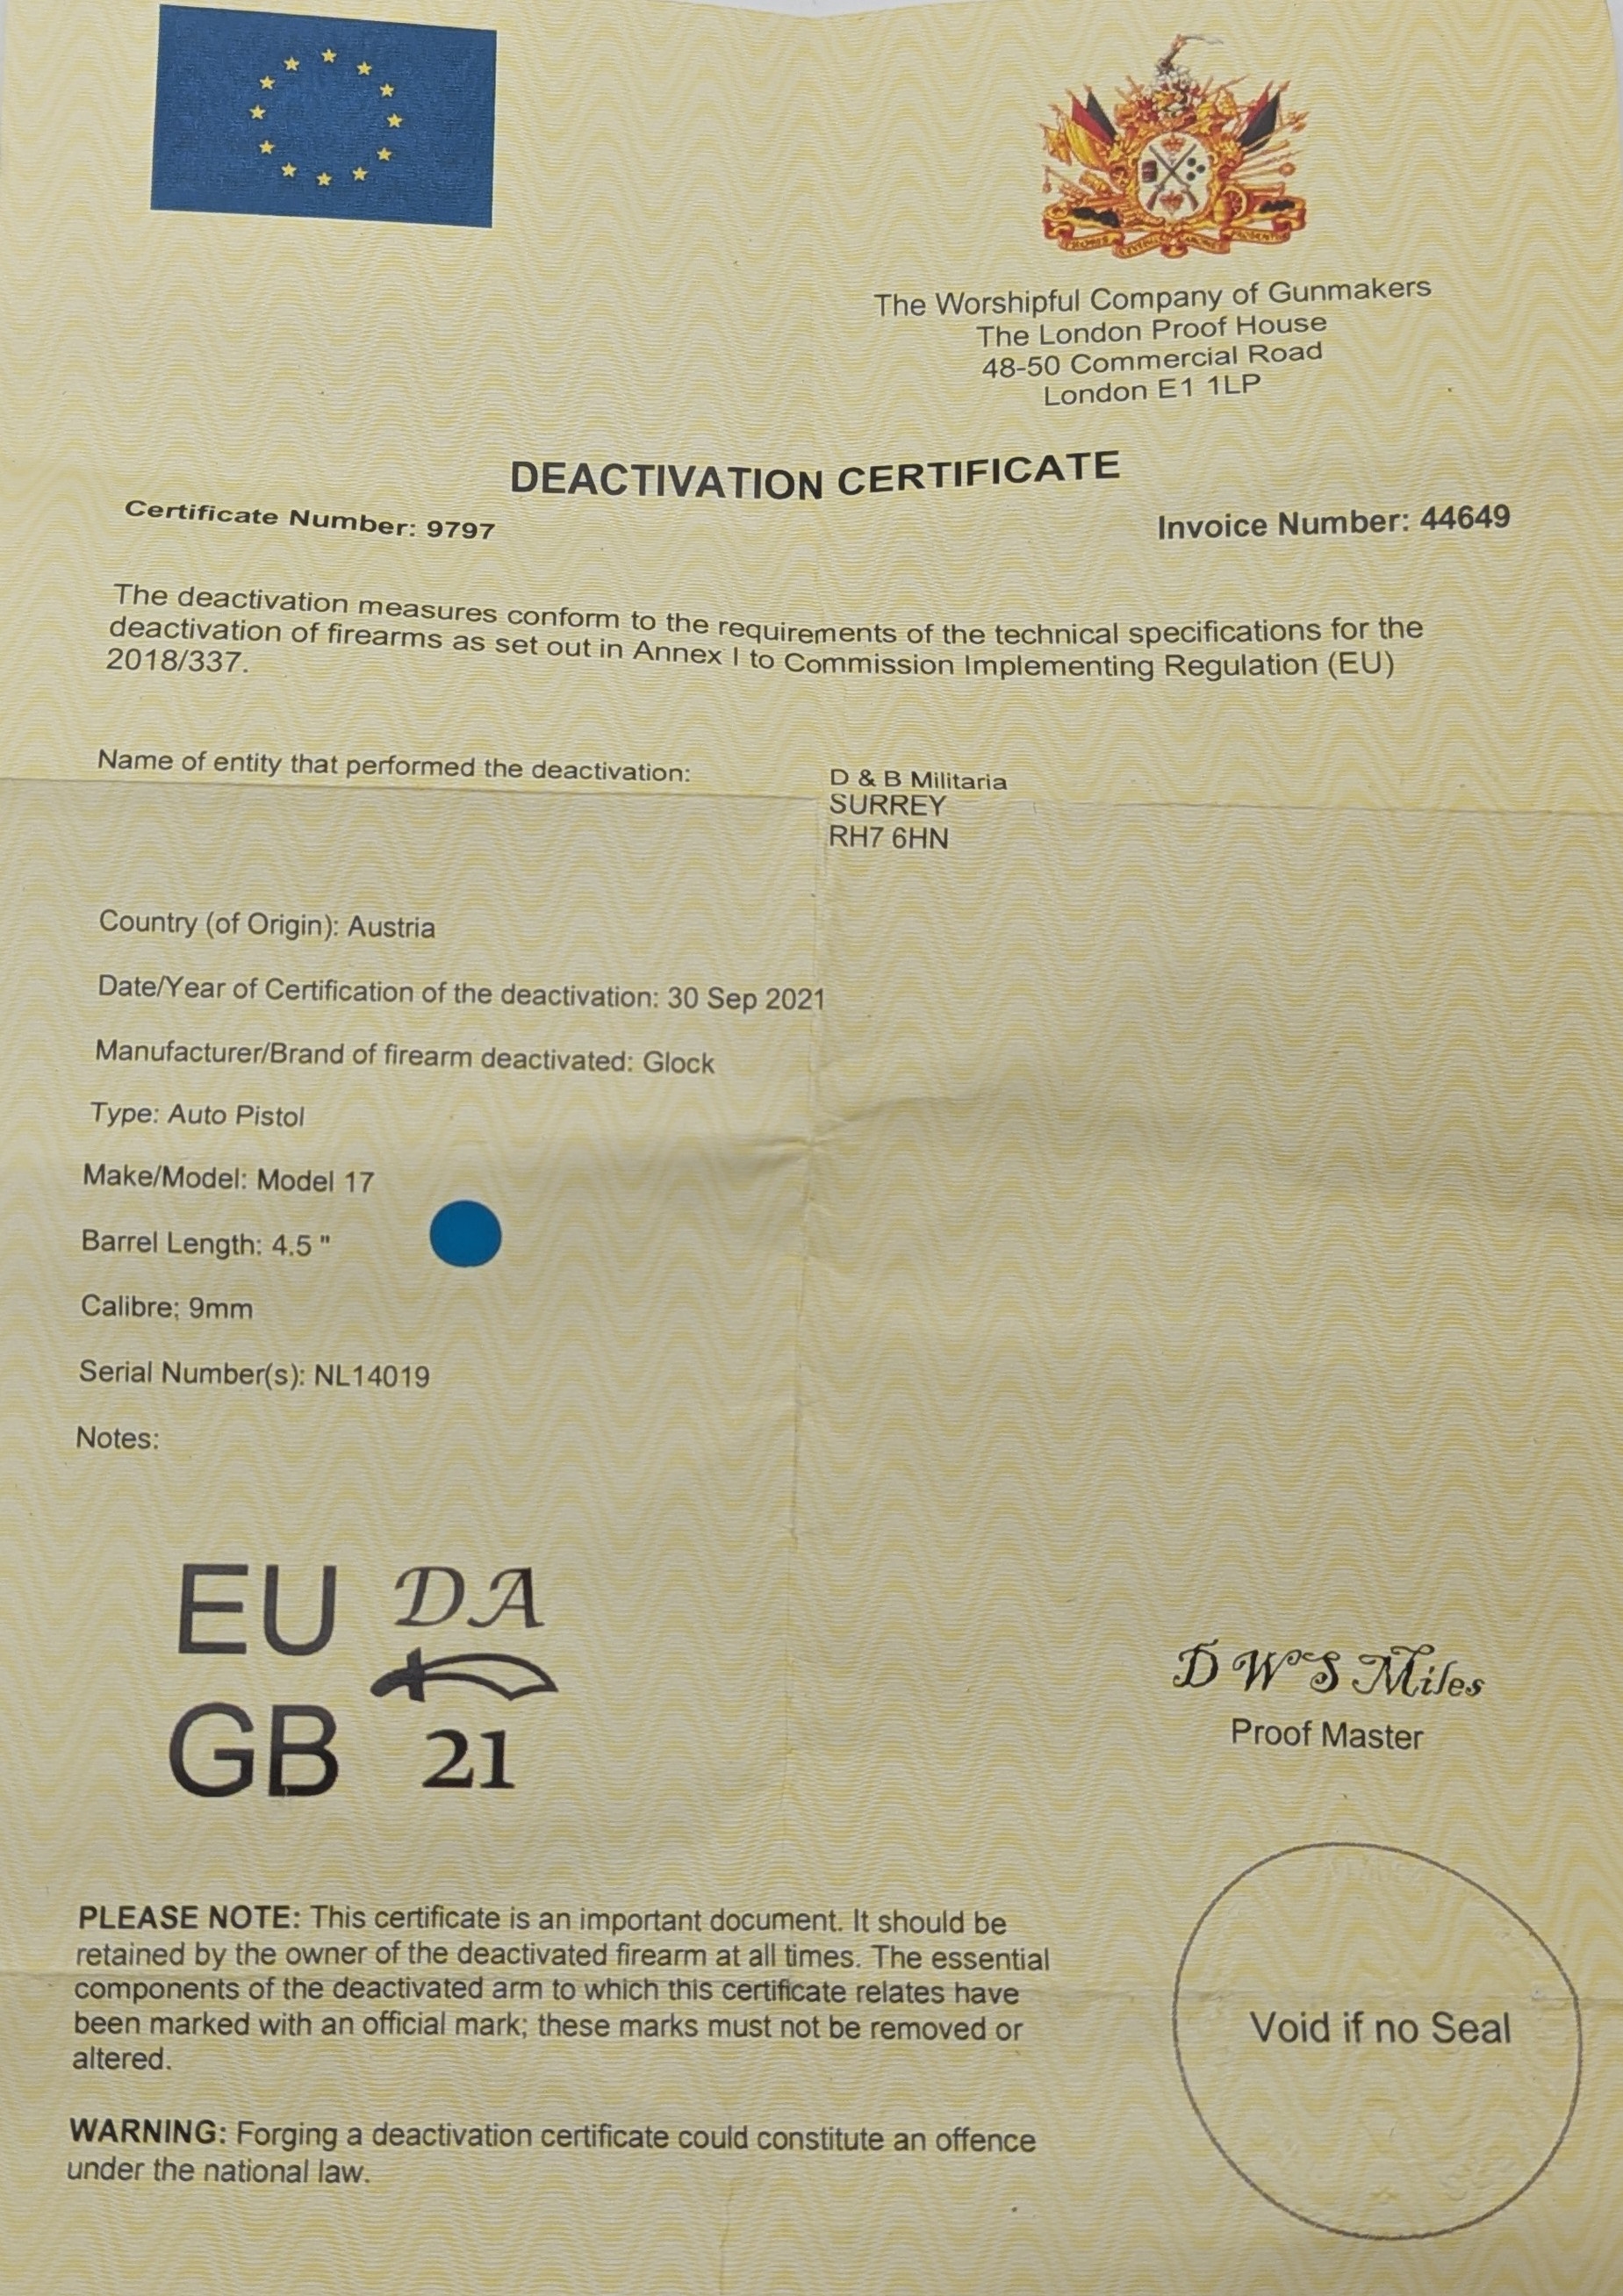 The Worshipful Company of Gunmakers
The London Proof House
48-50 Commercial Road
London E1 1LP
DEACTIVATION CERTIFICATE
Certificate Number: 9797
Invoice Number: 44649
The deactivation measures conform to the requirements of the technical specifications for the
deactivation of firearms as set out in Annex I to Commission Implementing Regulation (EU)
2018/337.
Name of entity that performed the deactivation:
D & B Militaria
SURREY
RH7 6HN
Country (of Origin): Austria
Date/Year of Certification of the deactivation: 30 Sep 2021
Manufacturer/Brand of firearm deactivated: Glock
Type: Auto Pistol
Make/Model: Model 17
Barrel Length: 4.5 "
Calibre; 9mm
Serial Number(s): NL14019
Notes:
EU DA
GB 21
D W S Miles
Proof Master
PLEASE NOTE: This certificate is an important document. It should be
retained by the owner of the deactivated firearm at all times. The essential
components of the deactivated arm to which this certificate relates have
been marked with an official mark; these marks must not be removed or
altered.
Void if no Seal
WARNING: Forging a deactivation certificate could constitute an offence
under the national law.